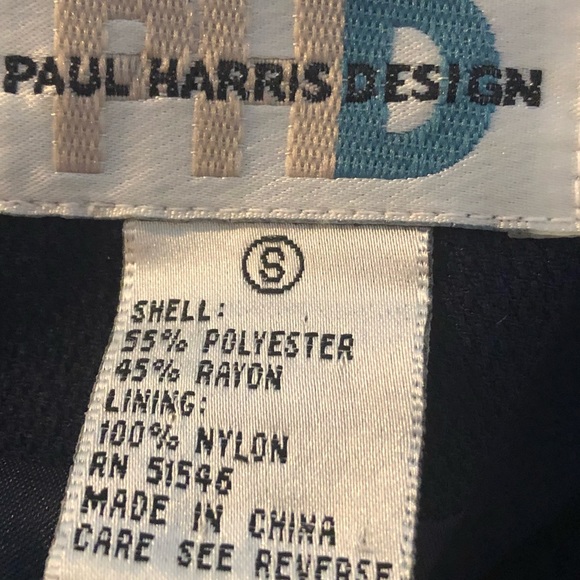 PHD
PAUL HARRIS DESIGN
S
SHELL:
55% POLYESTER
45% RAYON
LINING:
100% NYLON
RN 51546
MADE IN CHINA
CARE SEE REVERSE